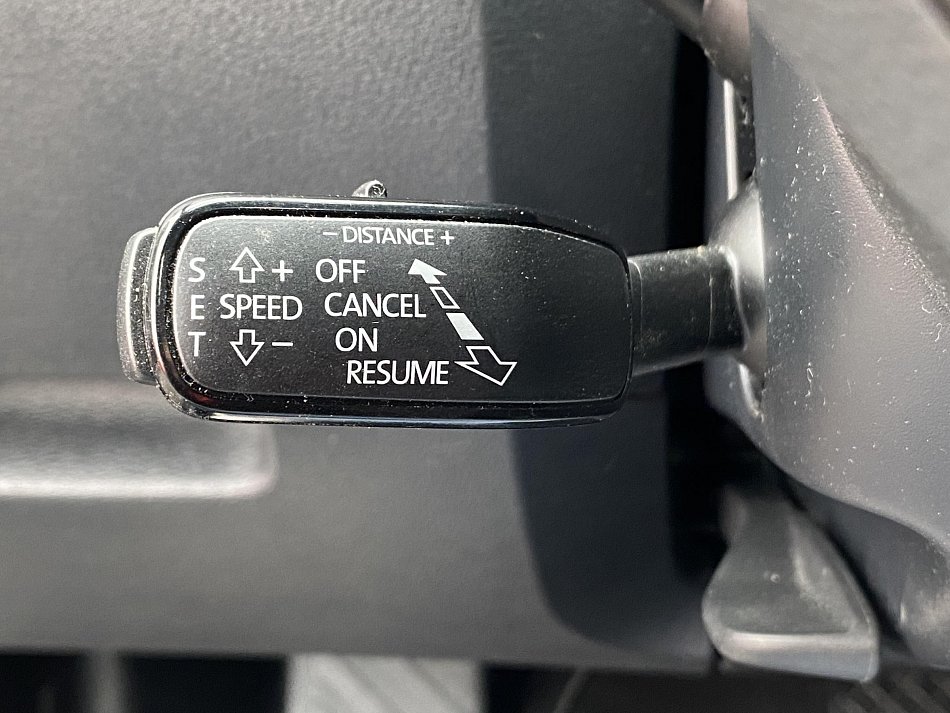 − DISTANCE +
S + OFF
E SPEED CANCEL
T − ON
RESUME